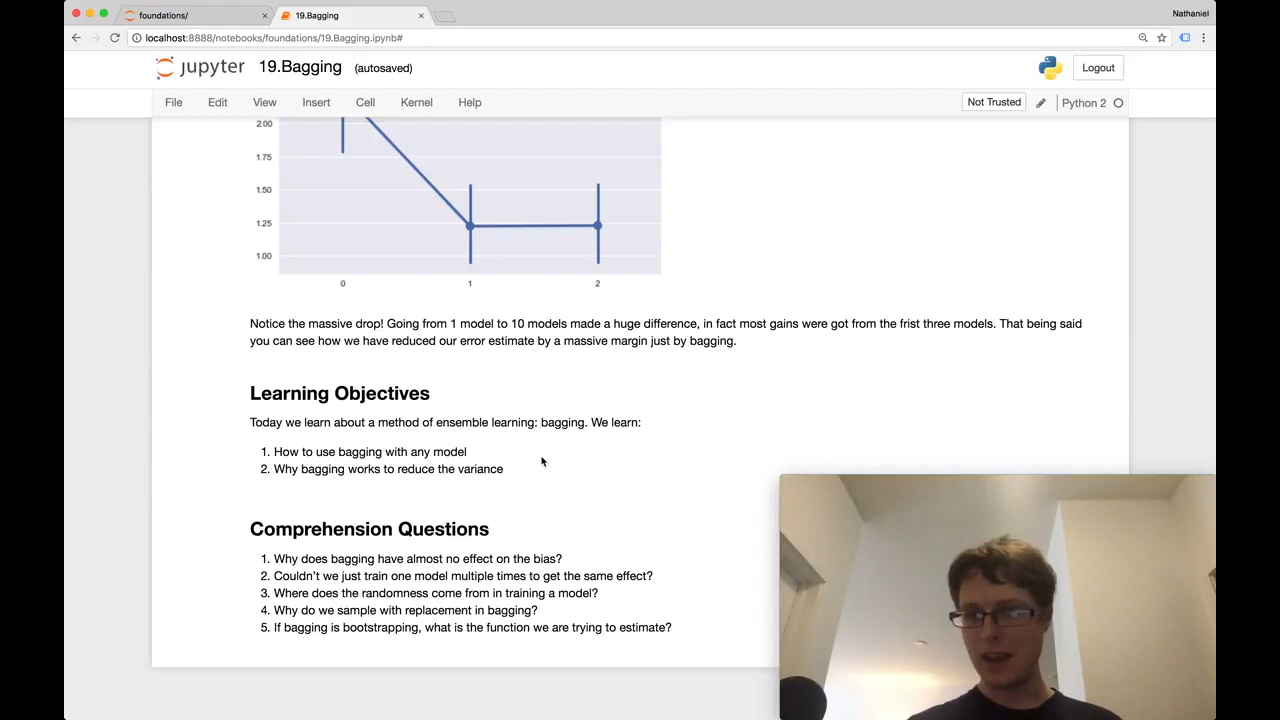 foundations/
19.Bagging
Nathaniel
localhost:8888/notebooks/foundations/19.Bagging.ipynb#
jupyter 19.Bagging (autosaved)
Logout
File Edit View Insert Cell Kernel Help
Not Trusted
Python 2
2.00
1.75
1.50
1.25
1.00
0 1 2
Notice the massive drop! Going from 1 model to 10 models made a huge difference, in fact most gains were got from the frist three models. That being said
you can see how we have reduced our error estimate by a massive margin just by bagging.
Learning Objectives
Today we learn about a method of ensemble learning: bagging. We learn:
1. How to use bagging with any model
2. Why bagging works to reduce the variance
Comprehension Questions
1. Why does bagging have almost no effect on the bias?
2. Couldn't we just train one model multiple times to get the same effect?
3. Where does the randomness come from in training a model?
4. Why do we sample with replacement in bagging?
5. If bagging is bootstrapping, what is the function we are trying to estimate?